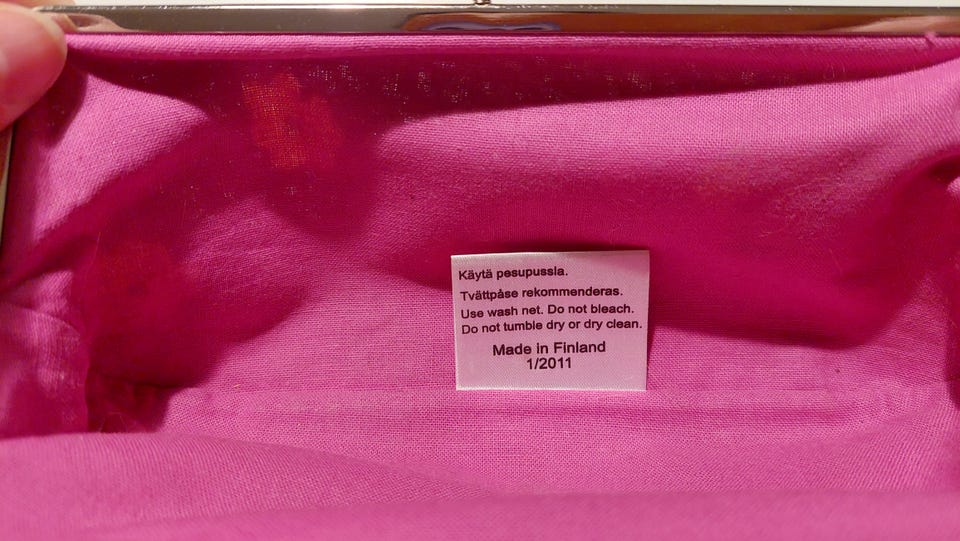 Käytä pesupussia.
Tvättpåse rekommenderas.
Use wash net. Do not bleach.
Do not tumble dry or dry clean.
Made in Finland
1/2011